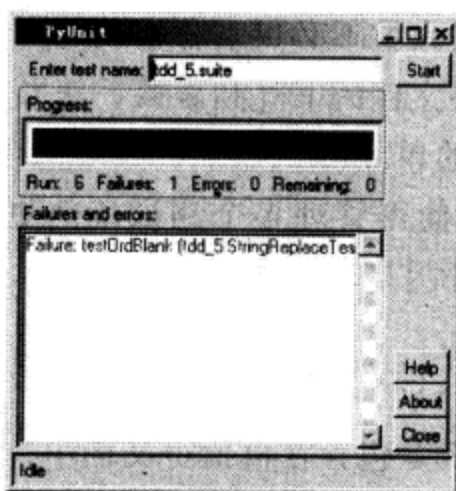 PyUnit
Enter test name: tdd_5.suite Start
Progress:
Run: 6 Failures: 1 Errors: 0 Remaining: 0
Failures and errors:
Failure: testOrdBlank (tdd_5.StringReplaceTes
Help
About
Close
Idle